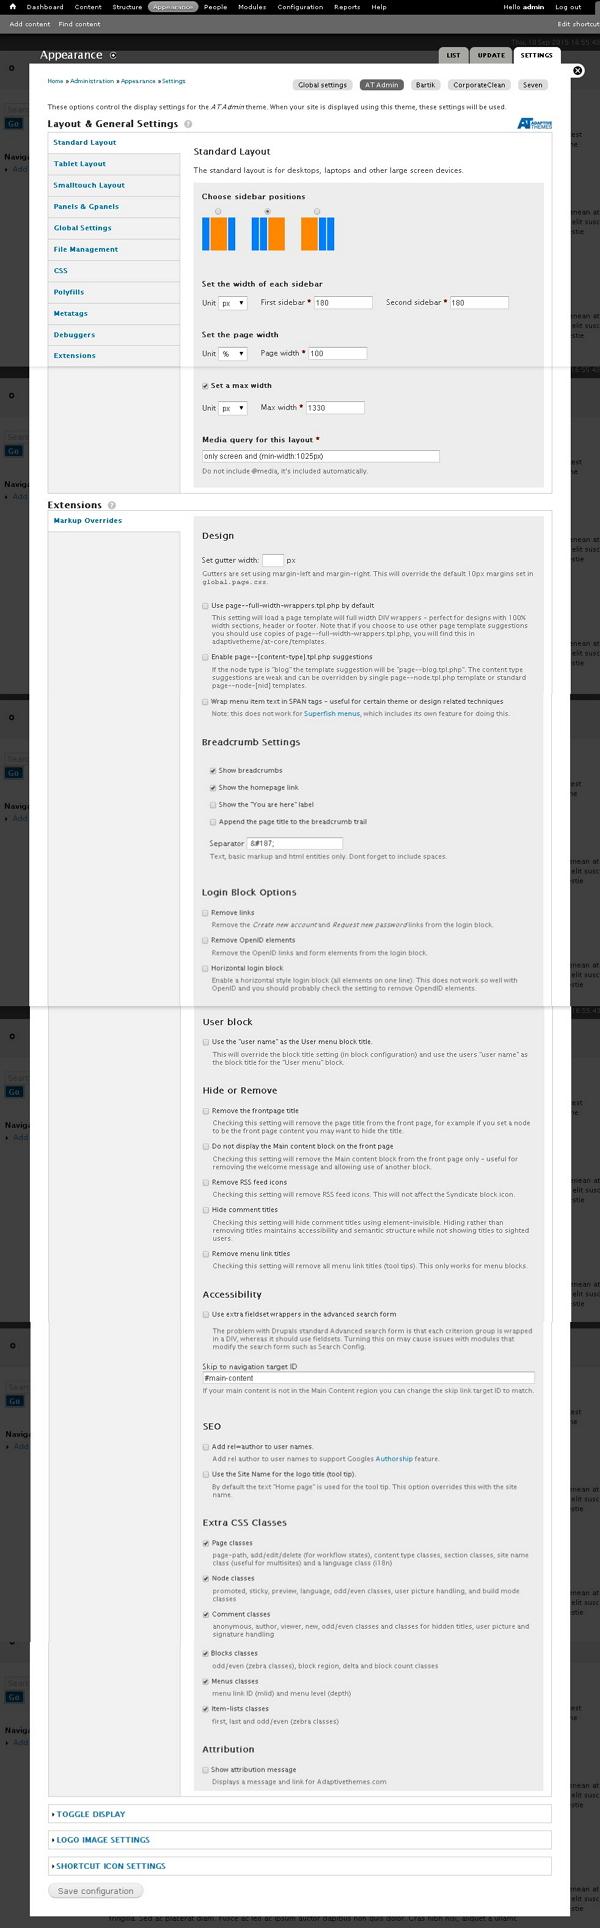 Dashboard Content Structure Appearance People Modules Configuration Reports Help Hello admin Log out
Add content Find content Edit shortcut
Appearance
LIST UPDATE SETTINGS
Home » Administration » Appearance » Settings
Global settings AT Admin Bartik CorporateClean Seven
These options control the display settings for the AT Admin theme. When your site is displayed using this theme, these settings will be used.
Layout & General Settings
AT ADAPTIVE THEMES
Standard Layout
Tablet Layout
Smalltouch Layout
Panels & Gpanels
Global Settings
File Management
CSS
Polyfills
Metatags
Debuggers
Extensions
Standard Layout
The standard layout is for desktops, laptops and other large screen devices.
Choose sidebar positions
Set the width of each sidebar
Unit px First sidebar * 180 Second sidebar * 180
Set the page width
Unit % Page width * 100
Set a max width
Unit px Max width * 1330
Media query for this layout *
only screen and (min-width:1025px)
Do not include @media, it's included automatically.
Extensions
Markup Overrides
Design
Set gutter width: px
Gutters are set using margin-left and margin-right. This will override the default 10px margins set in
global.page.css.
Use page--full-width-wrappers.tpl.php by default
This setting will load a page template will full width DIV wrappers - perfect for designs with 100%
width sections, header or footer. Note that if you choose to use other page template suggestions
you should use copies of page--full-width-wrappers.tpl.php, you will find this in
adaptivetheme/at-core/templates.
Enable page--[content-type].tpl.php suggestions
If the node type is "blog" the template suggestion will be "page--blog.tpl.php". The content type
suggestions are weak and can be overridden by single page--node.tpl.php template or standard
page--node-[nid] templates.
Wrap menu item text in SPAN tags - useful for certain theme or design related techniques
Note: this does not work for Superfish menus, which includes its own feature for doing this.
Breadcrumb Settings
Show breadcrumbs
Show the homepage link
Show the "You are here" label
Append the page title to the breadcrumb trail
Separator &#187;
Text, basic markup and html entities only. Dont forget to include spaces.
Login Block Options
Remove links
Remove the Create new account and Request new password links from the login block.
Remove OpenID elements
Remove the OpenID links and form elements from the login block.
Horizontal login block
Enable a horizontal style login block (all elements on one line). This does not work so well with
OpenID and you should probably check the setting to remove OpendID elements.
User block
Use the "user name" as the User menu block title.
This will override the block title setting (in block configuration) and use the users "user name" as
the block title for the "User menu" block.
Hide or Remove
Remove the frontpage title
Checking this setting will remove the page title from the front page, for example if you set a node
to be the front page content you may want to hide the title.
Do not display the Main content block on the front page
Checking this setting will remove the Main content block from the front page only - useful for
removing the welcome message and allowing use of another block.
Remove RSS feed icons
Checking this setting will remove RSS feed icons. This will not affect the Syndicate block icon.
Hide comment titles
Checking this setting will hide comment titles using element-invisible. Hiding rather than
removing titles maintains accessibility and semantic structure while not showing titles to sighted
users.
Remove menu link titles
Checking this setting will remove all menu link titles (tool tips). This only works for menu blocks.
Accessibility
Use extra fieldset wrappers in the advanced search form
The problem with Drupals standard Advanced search form is that each criterion group is wrapped
in a DIV, whereas it should use fieldsets. Turning this on may cause issues with modules that
modify the search form such as Search Config.
Skip to navigation target ID
#main-content
If your main content is not in the Main Content region you can change the skip link target ID to match.
SEO
Add rel=author to user names.
Add rel author to user names to support Googles Authorship feature.
Use the Site Name for the logo title (tool tip).
By default the text "Home page" is used for the tool tip. This option overrides this with the site
name.
Extra CSS Classes
Page classes
page-path, add/edit/delete (for workflow states), content type classes, section classes, site name
class (useful for multisites) and a language class (i18n)
Node classes
promoted, sticky, preview, language, odd/even classes, user picture handling, and build mode
classes
Comment classes
anonymous, author, viewer, new, odd/even classes and classes for hidden titles, user picture and
signature handling
Blocks classes
odd/even (zebra classes), block region, delta and block count classes
Menus classes
menu link ID (mlid) and menu level (depth)
Item-lists classes
first, last and odd/even (zebra classes)
Attribution
Show attribution message
Displays a message and link for Adaptivethemes.com
TOGGLE DISPLAY
LOGO IMAGE SETTINGS
SHORTCUT ICON SETTINGS
Save configuration